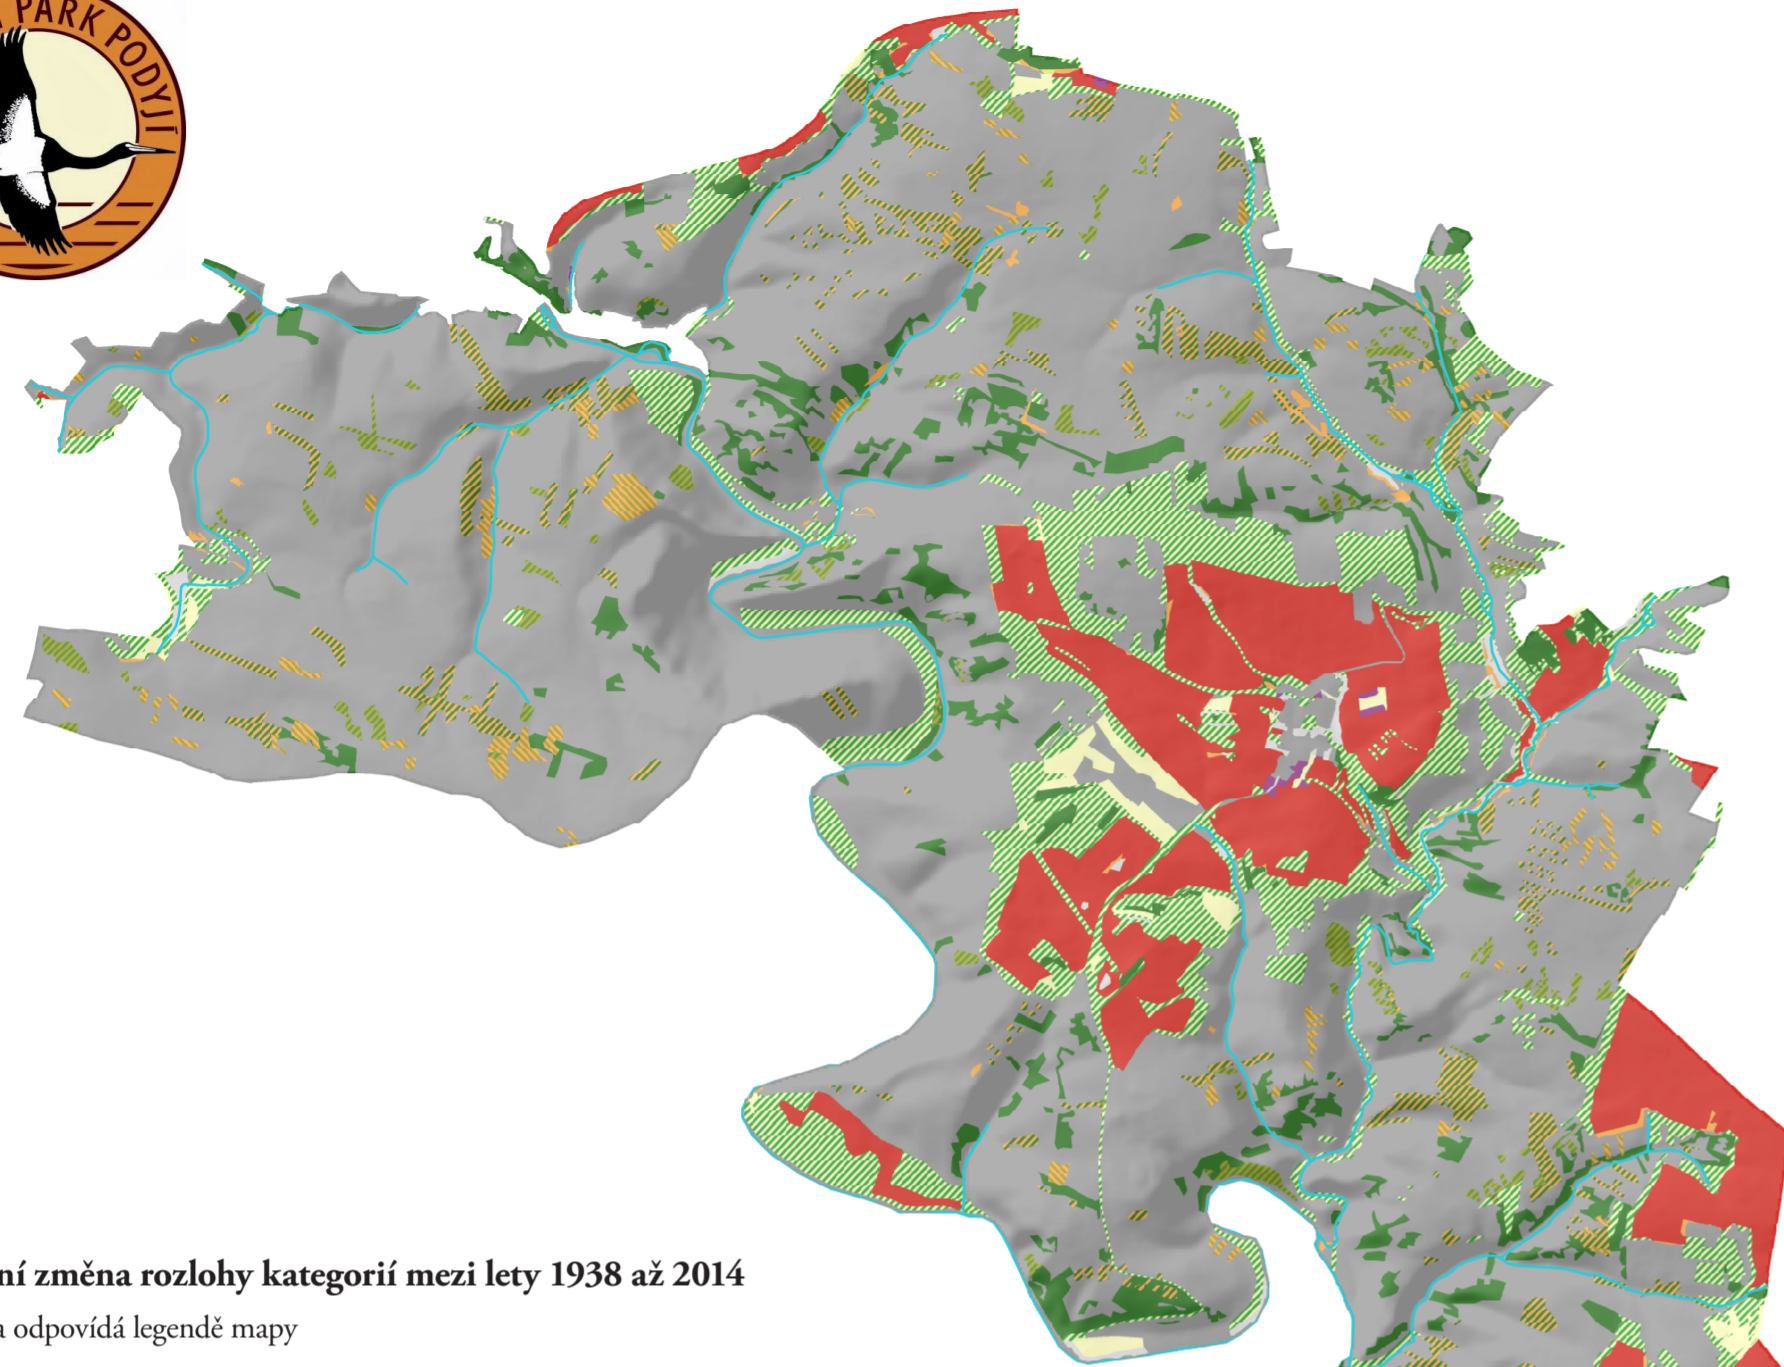 PARK PODYJÍ
ní změna rozlohy kategorií mezi lety 1938 až 2014
a odpovídá legendě mapy